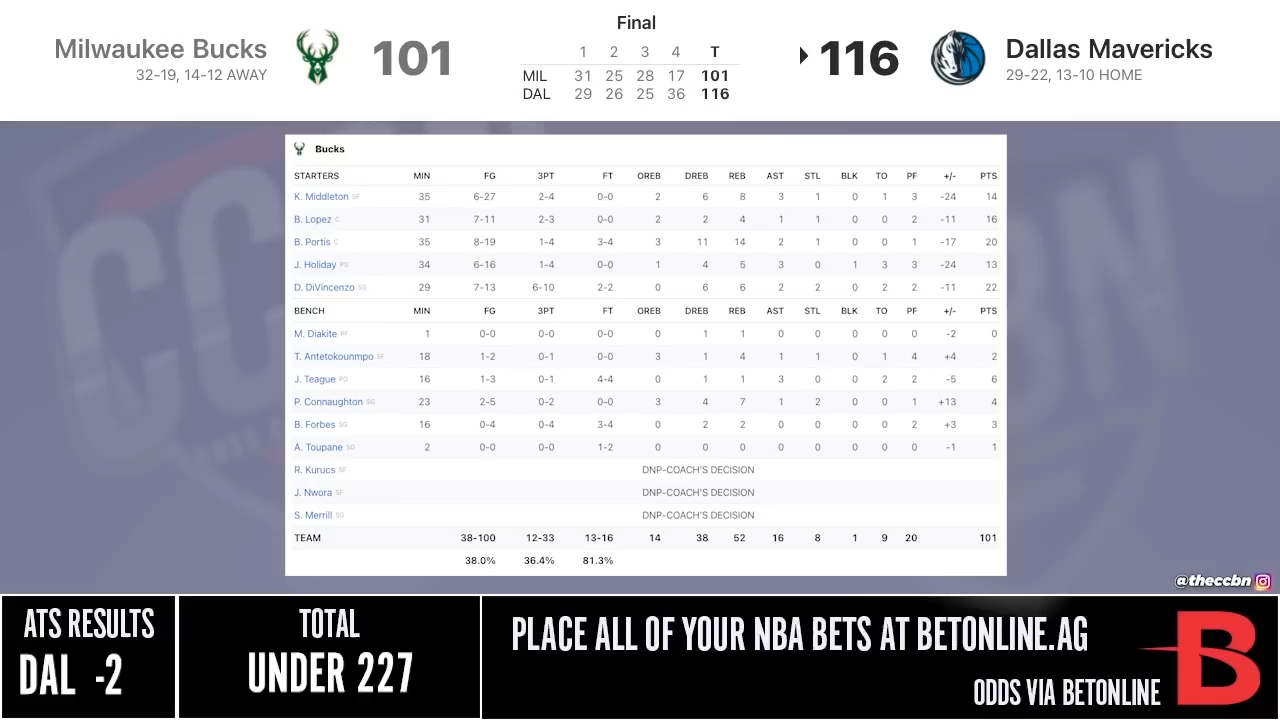 Final
Milwaukee Bucks
32-19, 14-12 AWAY
101
1 2 3 4 T
MIL 31 25 28 17 101
DAL 29 26 25 36 116
116
Dallas Mavericks
29-22, 13-10 HOME
Bucks
STARTERS MIN FG 3PT FT OREB DREB REB AST STL BLK TO PF +/- PTS
K. Middleton SF 35 6-27 2-4 0-0 2 6 8 3 1 0 1 3 -24 14
B. Lopez C 31 7-11 2-3 0-0 2 2 4 1 1 0 0 2 -11 16
B. Portis C 35 8-19 1-4 3-4 3 11 14 2 1 0 0 1 -17 20
J. Holiday PG 34 6-16 1-4 0-0 1 4 5 3 0 1 3 3 -24 13
D. DiVincenzo SG 29 7-13 6-10 2-2 0 6 6 2 2 0 2 2 -11 22
BENCH MIN FG 3PT FT OREB DREB REB AST STL BLK TO PF +/- PTS
M. Diakite PF 1 0-0 0-0 0-0 0 1 1 0 0 0 0 0 -2 0
T. Antetokounmpo SF 18 1-2 0-1 0-0 3 1 4 1 1 0 1 4 +4 2
J. Teague PG 16 1-3 0-1 4-4 0 1 1 3 0 0 2 2 -5 6
P. Connaughton SG 23 2-5 0-2 0-0 3 4 7 1 2 0 0 1 +13 4
B. Forbes SG 16 0-4 0-4 3-4 0 2 2 0 0 0 0 2 +3 3
A. Toupane SG 2 0-0 0-0 1-2 0 0 0 0 0 0 0 0 -1 1
R. Kurucs SF DNP-COACH'S DECISION
J. Nwora SF DNP-COACH'S DECISION
S. Merrill SG DNP-COACH'S DECISION
TEAM 38-100 12-33 13-16 14 38 52 16 8 1 9 20 101
38.0% 36.4% 81.3%
@theccbn
ATS RESULTS
DAL -2
TOTAL
UNDER 227
PLACE ALL OF YOUR NBA BETS AT BETONLINE.AG
ODDS VIA BETONLINE
B